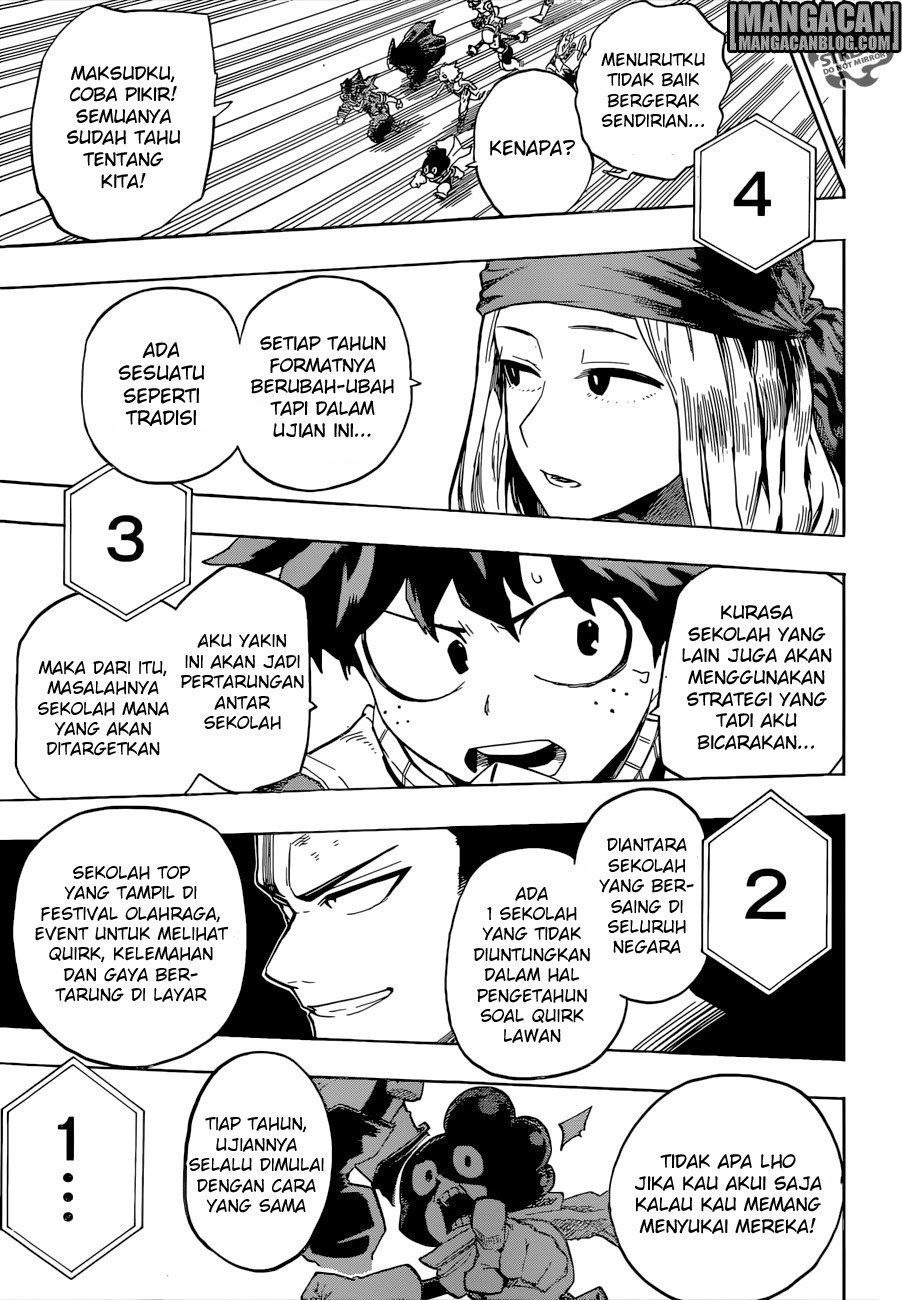 [MANGACAN]
MANGACANBLOG.COM
DO NOT MIRROR
MENURUTKU
TIDAK BAIK
BERGERAK
SENDIRIAN...
KENAPA?
MAKSUDKU,
COBA PIKIR!
SEMUANYA
SUDAH TAHU
TENTANG
KITA!
4
SETIAP TAHUN
FORMATNYA
BERUBAH-UBAH
TAPI DALAM
UJIAN INI...
ADA
SESUATU
SEPERTI
TRADISI
3
KURASA
SEKOLAH YANG
LAIN JUGA AKAN
MENGGUNAKAN
STRATEGI YANG
TADI AKU
BICARAKAN...
AKU YAKIN
INI AKAN JADI
PERTARUNGAN
ANTAR
SEKOLAH
MAKA DARI ITU,
MASALAHNYA
SEKOLAH MANA
YANG AKAN
DITARGETKAN
2
DIANTARA
SEKOLAH
YANG BER-
SAING DI
SELURUH
NEGARA
ADA
1 SEKOLAH
YANG TIDAK
DIUNTUNGKAN
DALAM HAL
PENGETAHUN
SOAL QUIRK
LAWAN
SEKOLAH TOP
YANG TAMPIL DI
FESTIVAL OLAHRAGA,
EVENT UNTUK MELIHAT
QUIRK, KELEMAHAN
DAN GAYA BER-
TARUNG DI LAYAR
TIDAK APA LHO
JIKA KAU AKUI SAJA
KALAU KAU MEMANG
MENYUKAI MEREKA!
TIAP TAHUN,
UJIANNYA
SELALU DIMULAI
DENGAN CARA
YANG SAMA
1